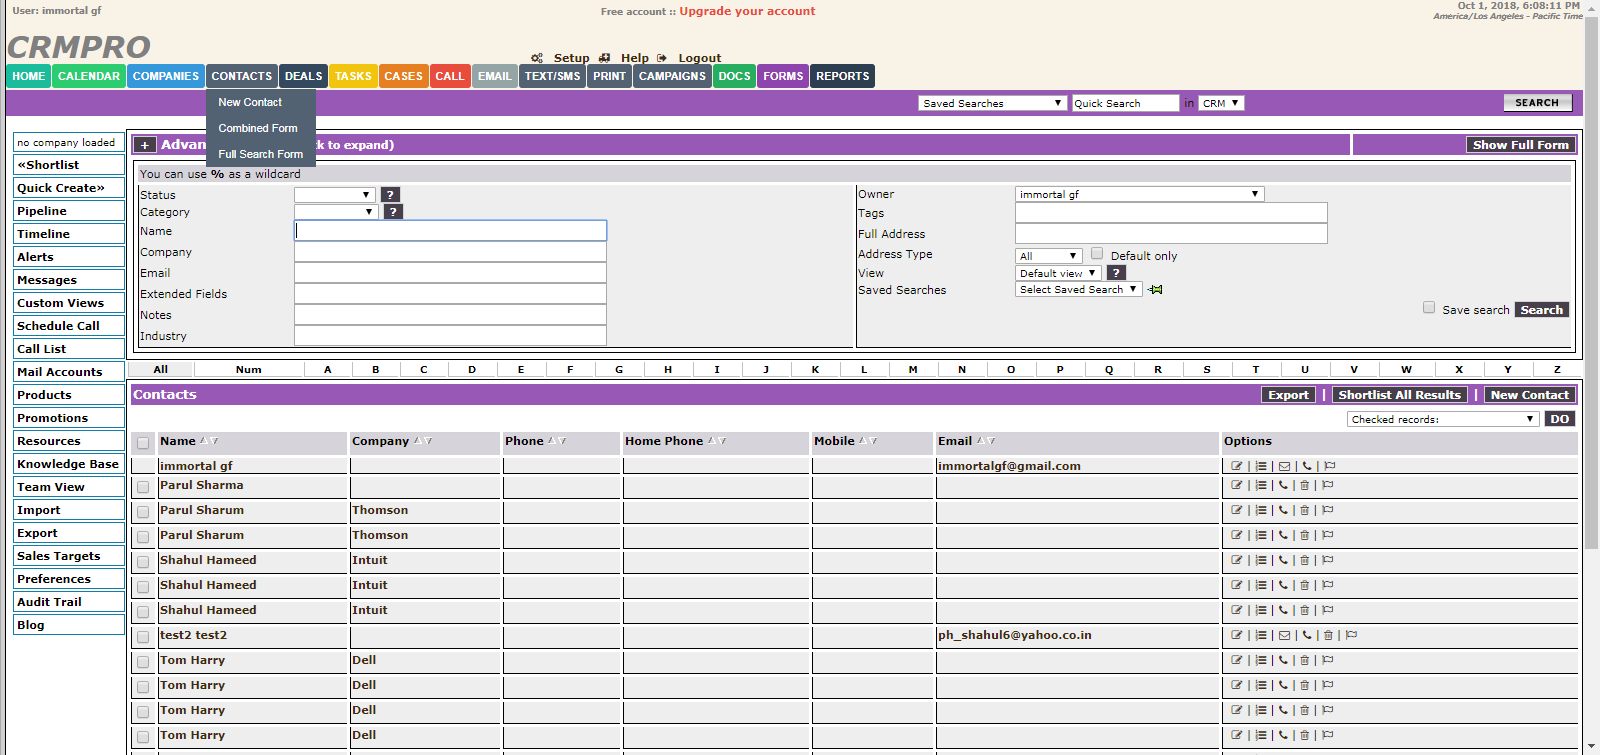 User: immortal gf
Free account :: Upgrade your account
Oct 1, 2018, 6:08:11 PM
America/Los Angeles - Pacific Time
CRMPRO
Setup Help Logout
HOME CALENDAR COMPANIES CONTACTS DEALS TASKS CASES CALL EMAIL TEXT/SMS PRINT CAMPAIGNS DOCS FORMS REPORTS
New Contact
Combined Form
Full Search Form
Saved Searches Quick Search in CRM SEARCH
no company loaded
«Shortlist
Quick Create»
Pipeline
Timeline
Alerts
Messages
Custom Views
Schedule Call
Call List
Mail Accounts
Products
Promotions
Resources
Knowledge Base
Team View
Import
Export
Sales Targets
Preferences
Audit Trail
Blog
+ Advan k to expand) Show Full Form
You can use % as a wildcard
Status ?
Category ?
Name
Company
Email
Extended Fields
Notes
Industry
Owner immortal gf
Tags
Full Address
Address Type All Default only
View Default view ?
Saved Searches Select Saved Search
Save search Search
All Num A B C D E F G H I J K L M N O P Q R S T U V W X Y Z
Contacts Export | Shortlist All Results | New Contact
Checked records: DO
Name Company Phone Home Phone Mobile Email Options
immortal gf immortalgf@gmail.com | | | |
Parul Sharma | | | |
Parul Sharum Thomson | | | |
Parul Sharum Thomson | | | |
Shahul Hameed Intuit | | | |
Shahul Hameed Intuit | | | |
Shahul Hameed Intuit | | | |
test2 test2 ph_shahul6@yahoo.co.in | | | | |
Tom Harry Dell | | | |
Tom Harry Dell | | | |
Tom Harry Dell | | | |
Tom Harry Dell | | | |